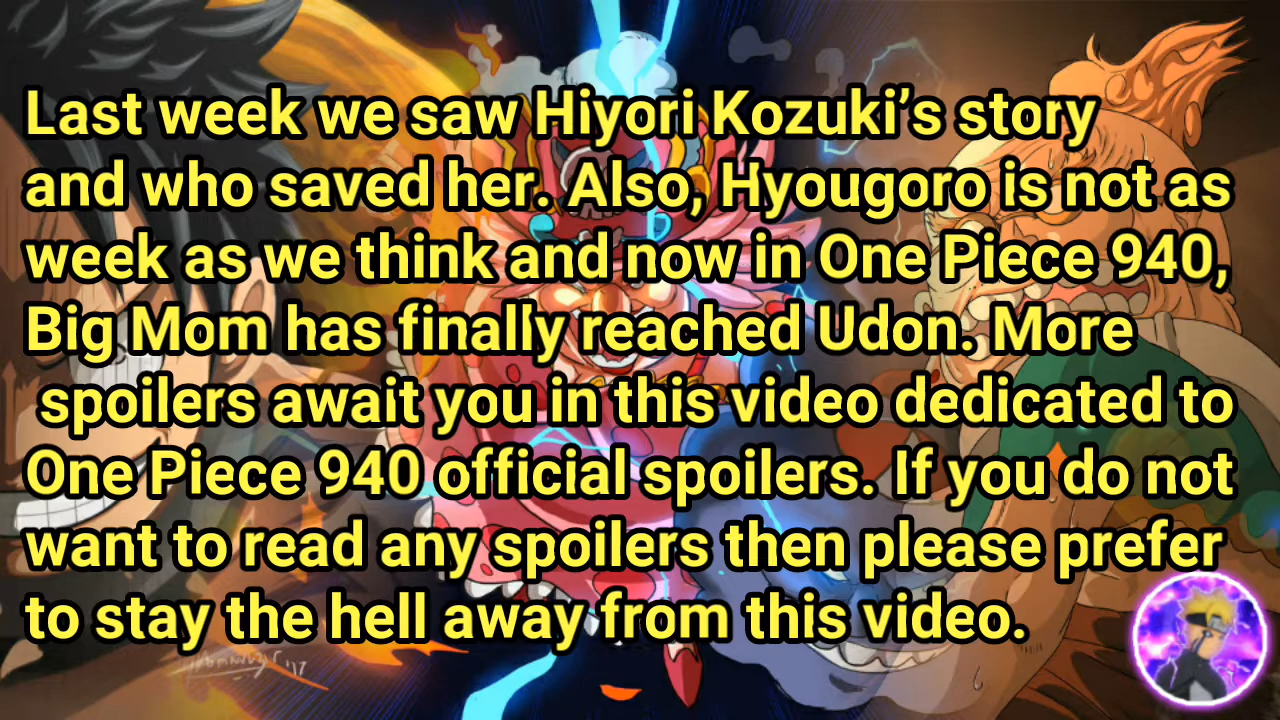 Last week we saw Hiyori Kozuki’s story
and who saved her. Also, Hyougoro is not as
week as we think and now in One Piece 940,
Big Mom has finally reached Udon. More
spoilers await you in this video dedicated to
One Piece 940 official spoilers. If you do not
want to read any spoilers then please prefer
to stay the hell away from this video.